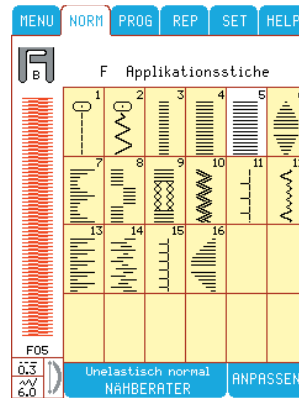 MENU NORM PROG REP SET HELP
B
F Applikationsstiche
1 2 3 4 5
7 8 9 10 11
13 14 15 16
F05
0.3
6.0
Unelastisch normal
NÄHBERATER
ANPASSEN